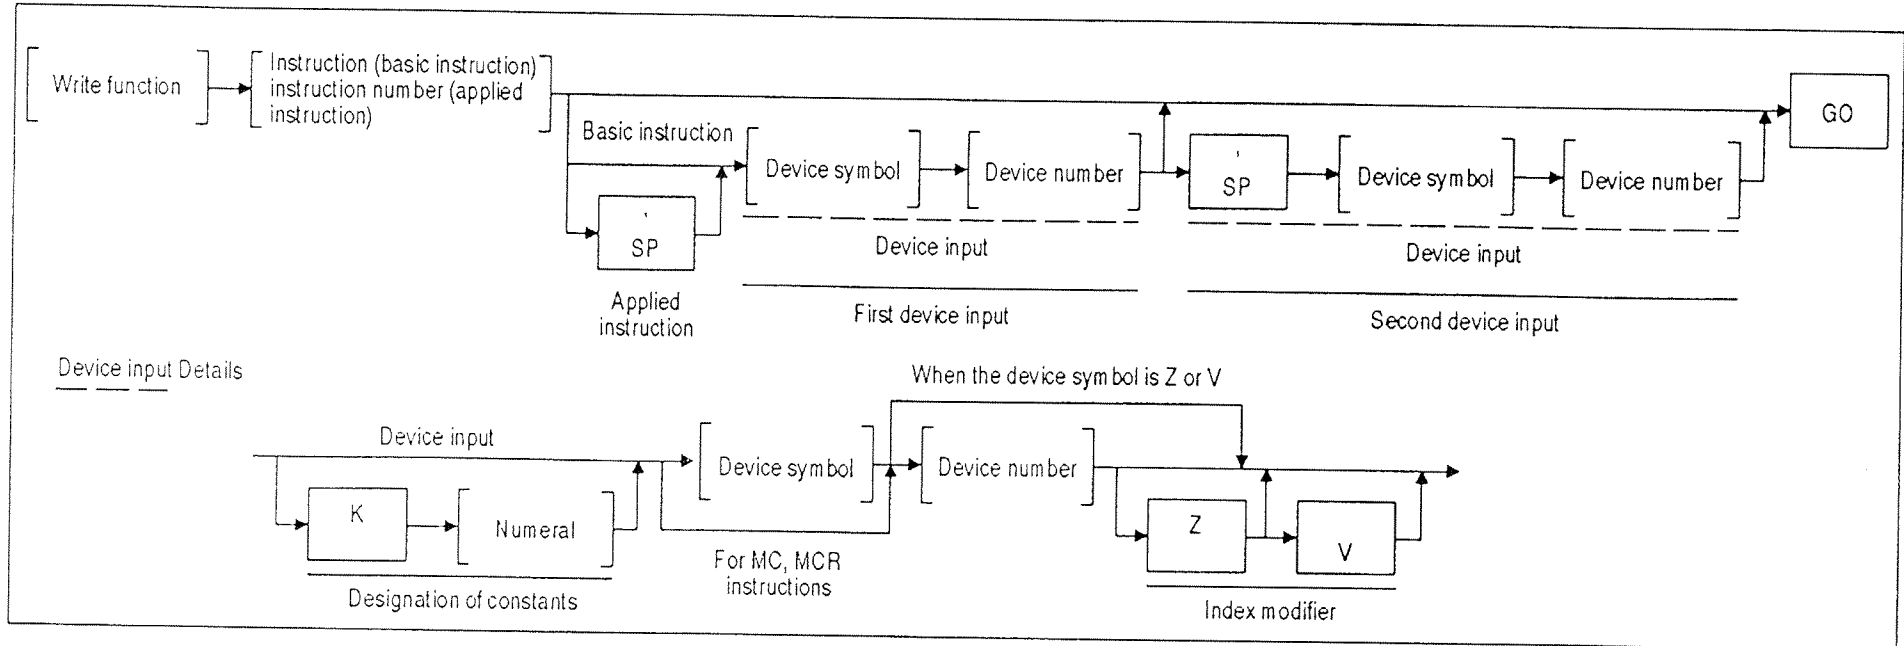 Write function
Instruction (basic instruction)
instruction number (applied
instruction)
GO
Basic instruction
Device symbol
Device number
'
SP
Device symbol
Device number
'
SP
Device input
Device input
Applied
instruction
First device input
Second device input
Device input Details
When the device symbol is Z or V
Device input
Device symbol
Device number
K
Numeral
Z
V
For MC, MCR
instructions
Designation of constants
Index modifier